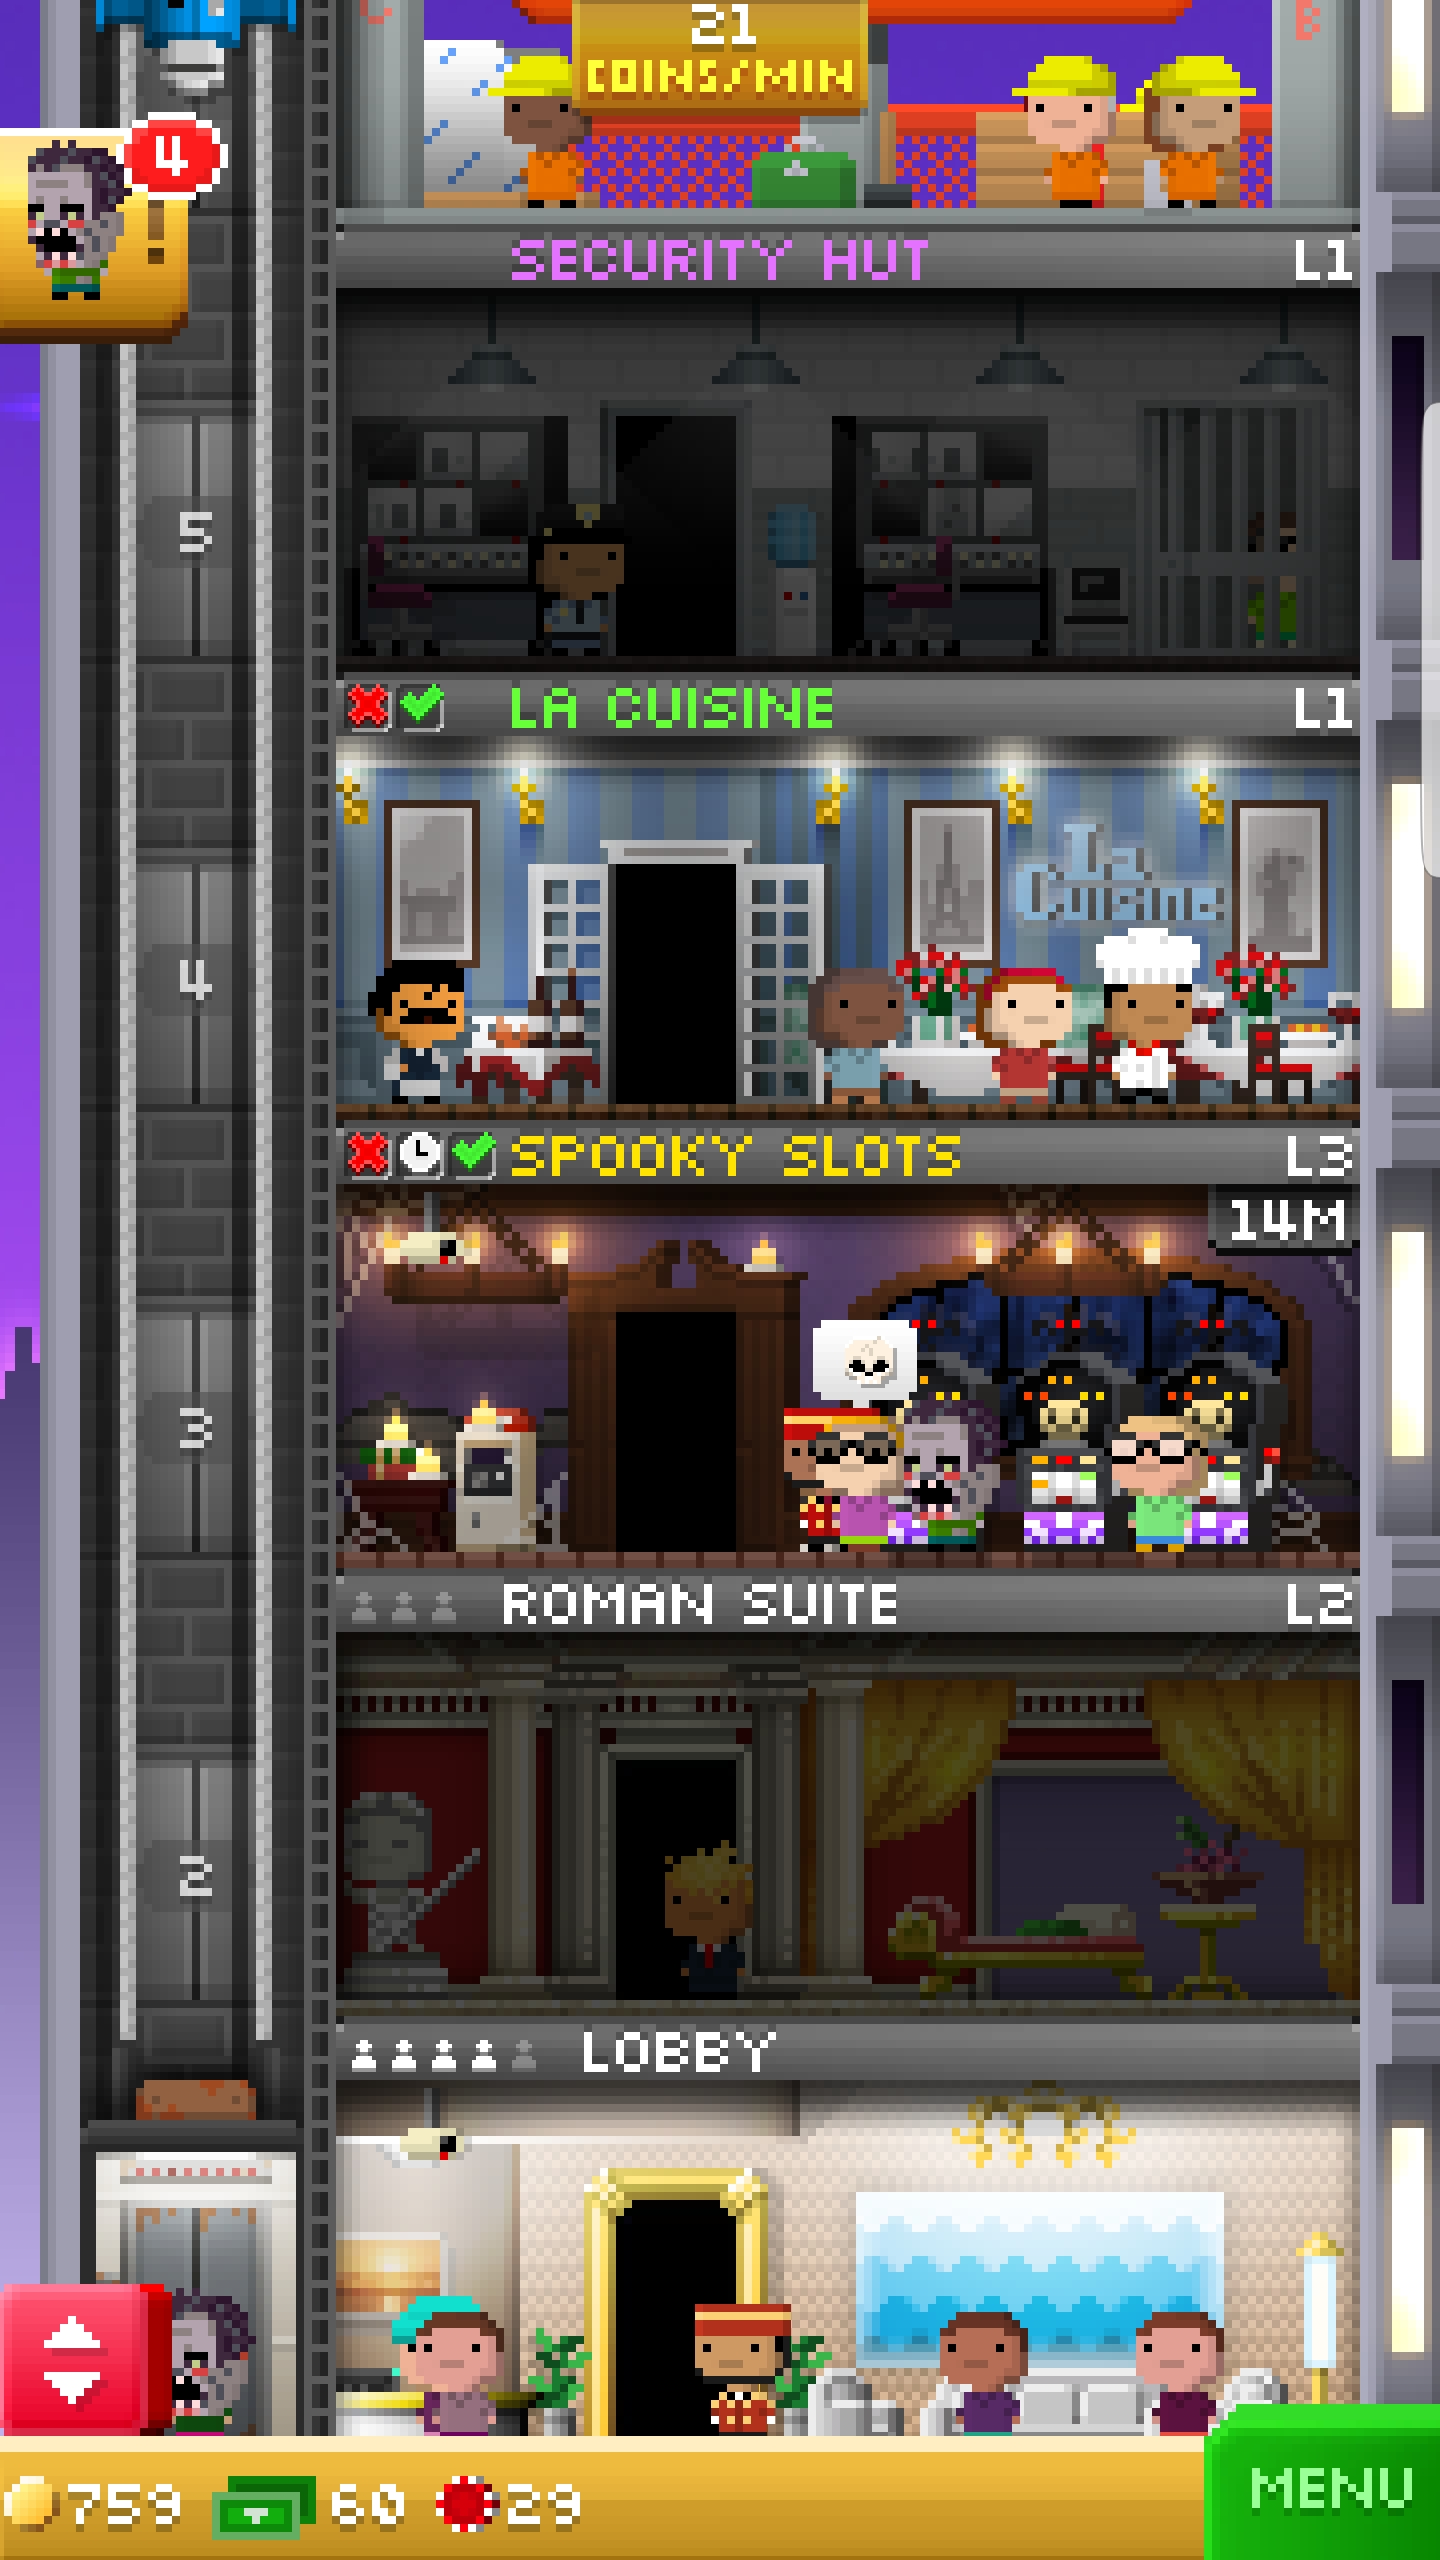 21
COINS/MIN
B
4
!
SECURITY HUT L1
5
LA CUISINE L1
La
Cuisine
4
SPOOKY SLOTS L3
14M
3
ROMAN SUITE L2
2
LOBBY
759 60 29
MENU